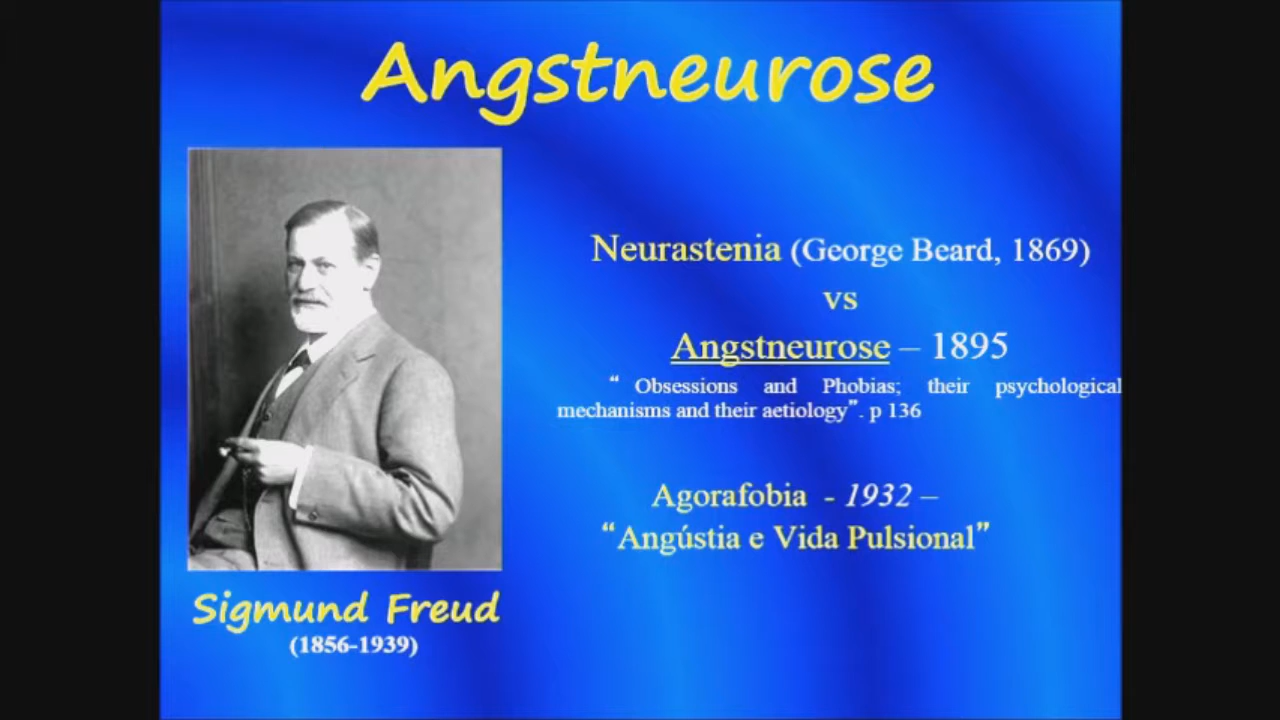 Angstneurose
Neurastenia (George Beard, 1869)
vs
Angstneurose – 1895
“ Obsessions and Phobias; their psychological
mechanisms and their aetiology”. p 136
Agorafobia - 1932 –
“Angústia e Vida Pulsional”
Sigmund Freud
(1856-1939)